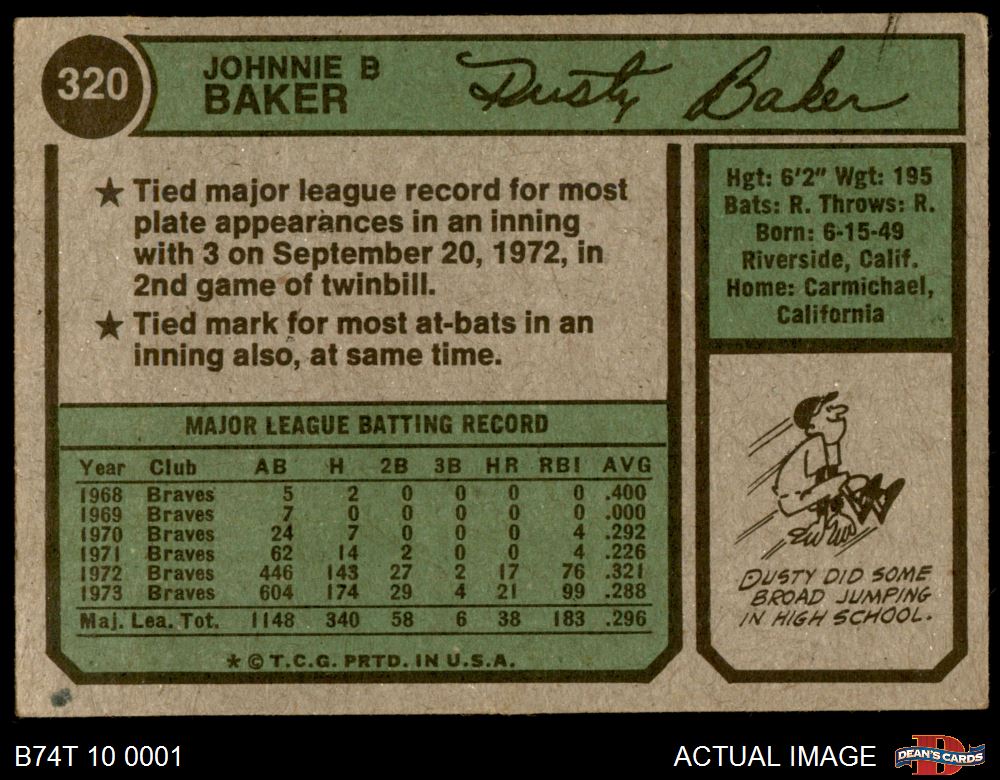 320
JOHNNIE B
BAKER
Dusty Baker
★ Tied major league record for most
plate appearances in an inning
with 3 on September 20, 1972, in
2nd game of twinbill.
★ Tied mark for most at-bats in an
inning also, at same time.
Hgt: 6'2" Wgt: 195
Bats: R. Throws: R.
Born: 6-15-49
Riverside, Calif.
Home: Carmichael,
California
MAJOR LEAGUE BATTING RECORD
Year Club AB H 2B 3B HR RBI AVG
1968 Braves 5 2 0 0 0 0 .400
1969 Braves 7 0 0 0 0 0 .000
1970 Braves 24 7 0 0 0 4 .292
1971 Braves 62 14 2 0 0 4 .226
1972 Braves 446 143 27 2 17 76 .321
1973 Braves 604 174 29 4 21 99 .288
Maj. Lea. Tot. 1148 340 58 6 38 183 .296
* © T.C.G. PRTD. IN U.S.A.
DUSTY DID SOME
BROAD JUMPING
IN HIGH SCHOOL.
B74T 10 0001
ACTUAL IMAGE
DEAN'S CARDS